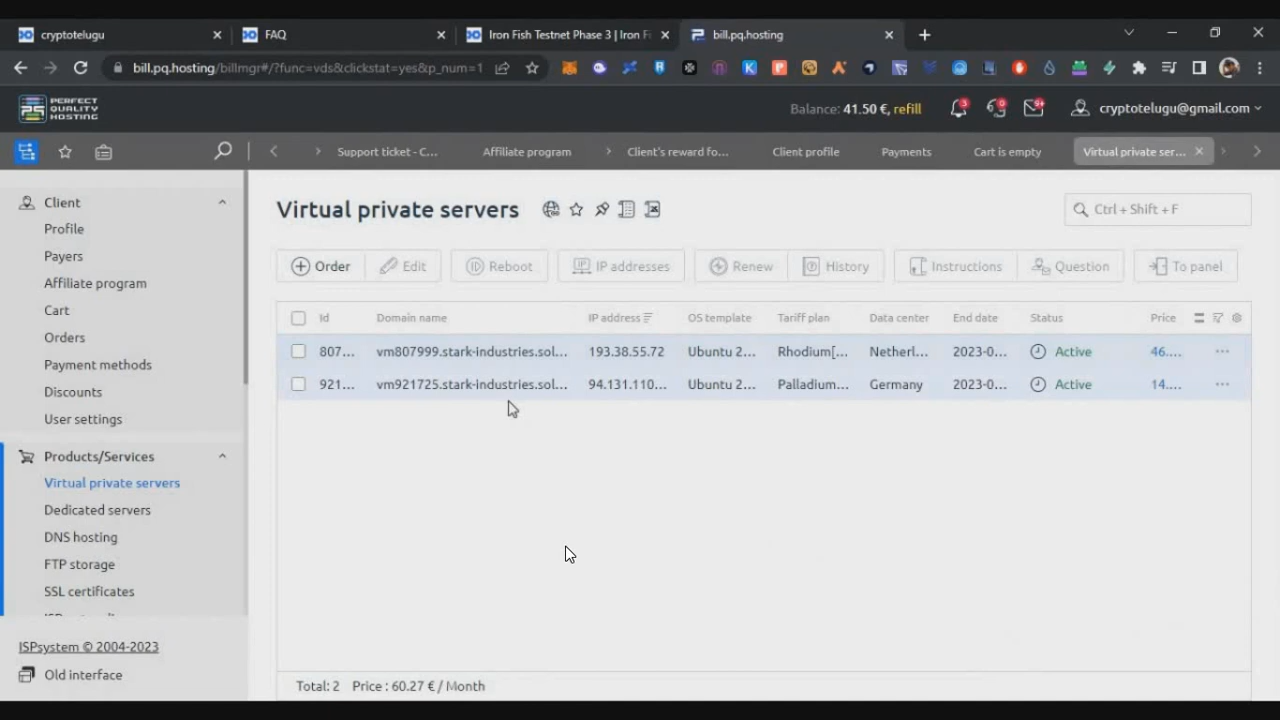 cryptotelugu
FAQ
Iron Fish Testnet Phase 3 | Iron Fi
bill.pq.hosting
bill.pq.hosting/billmgr#/?func=vds&clickstat=yes&p_num=1
PERFECT
QUALITY
HOSTING
Balance: 41.50 €, refill
3
0
9+
cryptotelugu@gmail.com
Support ticket - C...
Affiliate program
Client's reward fo...
Client profile
Payments
Cart is empty
Virtual private ser...
Client
Profile
Payers
Affiliate program
Cart
Orders
Payment methods
Discounts
User settings
Products/Services
Virtual private servers
Dedicated servers
DNS hosting
FTP storage
SSL certificates
ISPsystem © 2004-2023
Old interface
Virtual private servers
Ctrl + Shift + F
Order Edit Reboot IP addresses Renew History Instructions Question To panel
Id Domain name IP address OS template Tariff plan Data center End date Status Price
807... vm807999.stark-industries.sol... 193.38.55.72 Ubuntu 2... Rhodium[... Netherl... 2023-0... Active 46....
921... vm921725.stark-industries.sol... 94.131.110... Ubuntu 2... Palladium... Germany 2023-0... Active 14....
Total: 2 Price : 60.27 € / Month